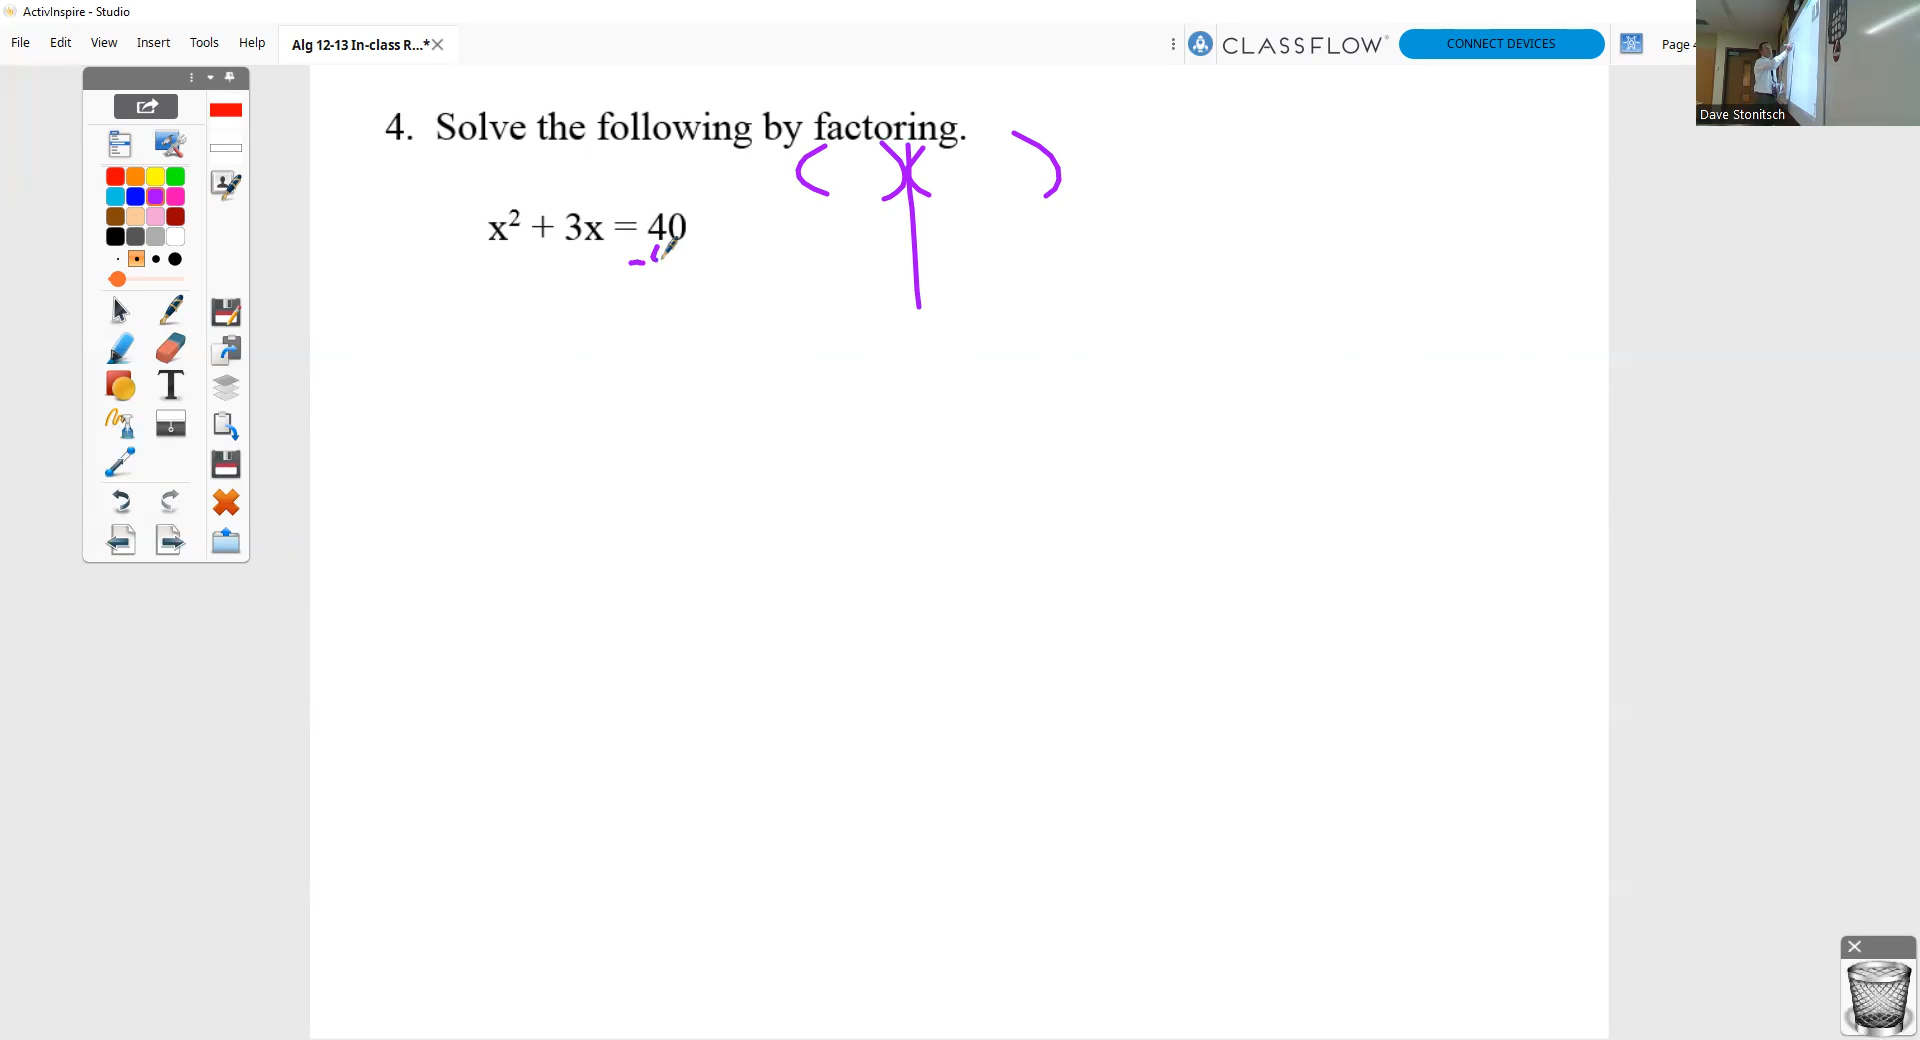 ActivInspire - Studio
File Edit View Insert Tools Help Alg 12-13 In-class R...* CLASSFLOW CONNECT DEVICES Page 4
Dave Stonitsch
4. Solve the following by factoring.
( )( )
x² + 3x = 40
T